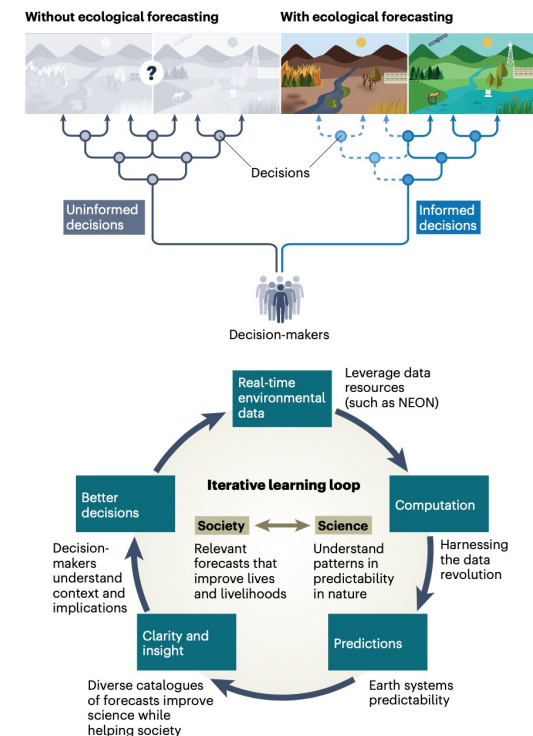 Without ecological forecasting
With ecological forecasting
?
Decisions
Uninformed
decisions
Informed
decisions
Decision-makers
Real-time
environmental
data
Leverage data
resources
(such as NEON)
Computation
Harnessing
the data
revolution
Predictions
Earth systems
predictability
Clarity and
insight
Diverse catalogues
of forecasts improve
science while
helping society
Better
decisions
Decision-
makers
understand
context and
implications
Iterative learning loop
Society
Science
Relevant
forecasts that
improve lives
and livelihoods
Understand
patterns in
predictability
in nature